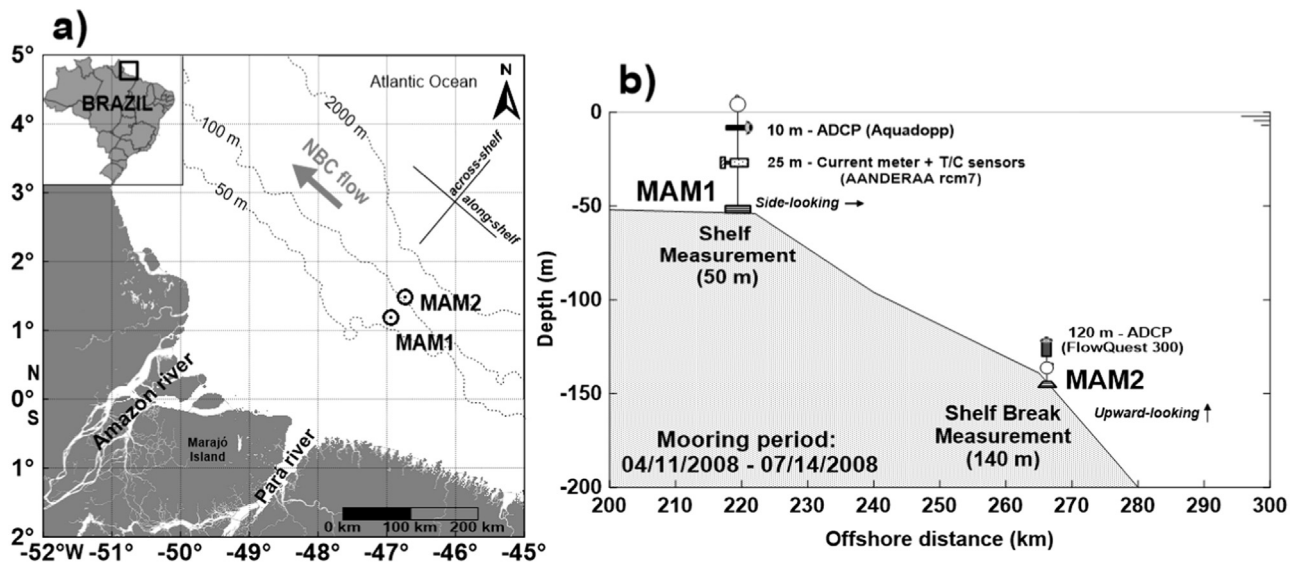 a)
5°
4°
3°
2°
1°
N
0°
S
1°
2°
-52°W
-51°
-50°
-49°
-48°
-47°
-46°
-45°
BRAZIL
Atlantic Ocean
N
2000 m
100 m
50 m
NBC flow
across-shelf
along-shelf
MAM2
MAM1
Amazon river
Marajó
Island
Pará river
0 km
100 km
200 km
b)
0
-50
-100
-150
-200
Depth (m)
10 m - ADCP (Aquadopp)
25 m - Current meter + T/C sensors
(AANDERAA rcm7)
MAM1
Side-looking
Shelf
Measurement
(50 m)
120 m - ADCP
(FlowQuest 300)
MAM2
Upward-looking
Shelf Break
Measurement
(140 m)
Mooring period:
04/11/2008 - 07/14/2008
200
210
220
230
240
250
260
270
280
290
300
Offshore distance (km)